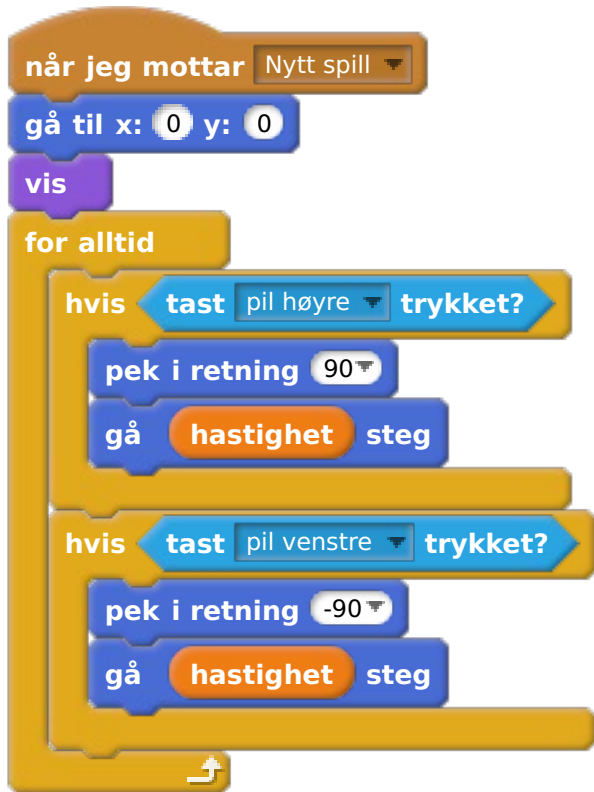 når jeg mottar Nytt spill
gå til x: 0 y: 0
vis
for alltid
hvis tast pil høyre trykket?
pek i retning 90
gå hastighet steg
hvis tast pil venstre trykket?
pek i retning -90
gå hastighet steg